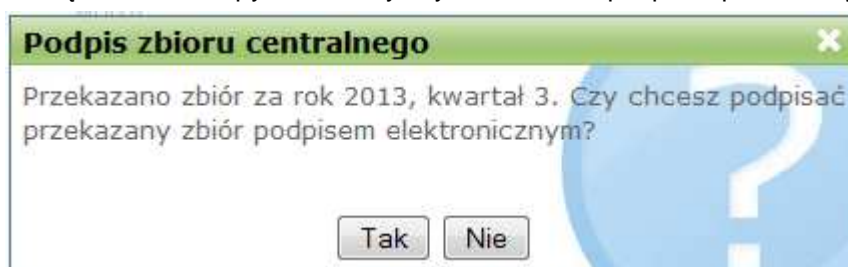 Podpis zbioru centralnego
Przekazano zbiór za rok 2013, kwartał 3. Czy chcesz podpisać
przekazany zbiór podpisem elektronicznym?
Tak Nie